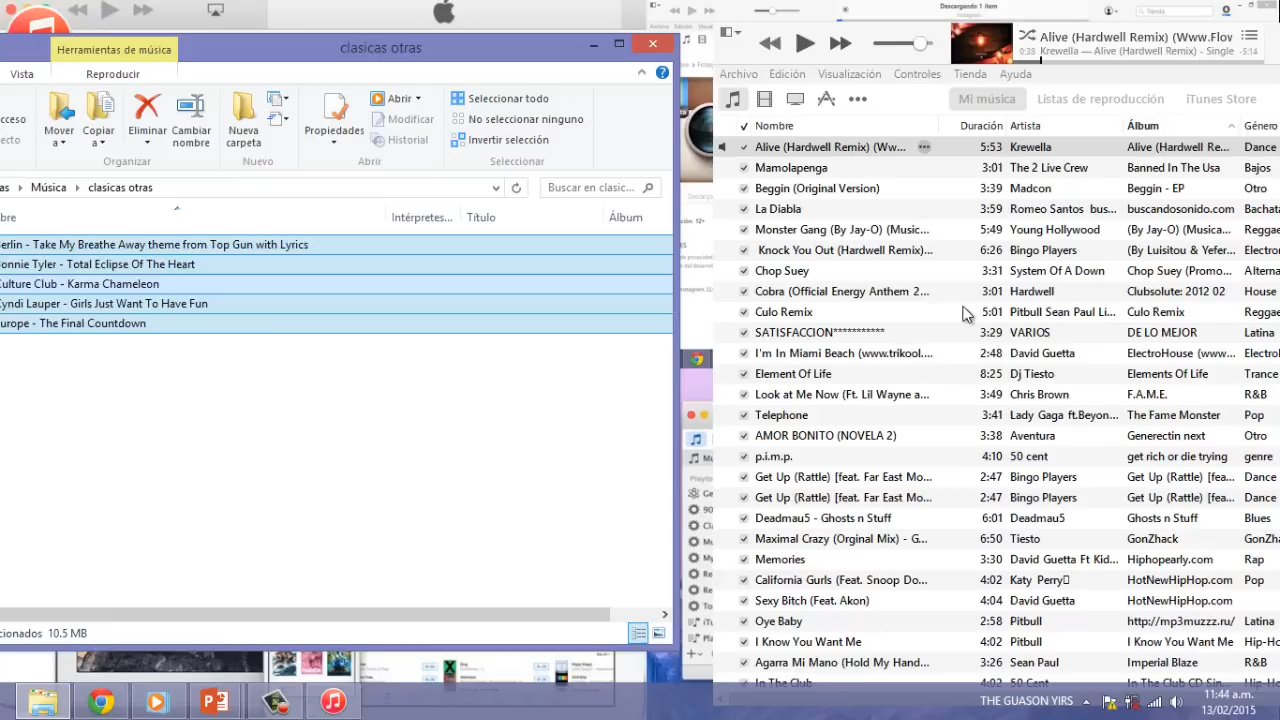 Herramientas de música
clasicas otras
Vista
Reproducir
Mover a
Copiar a
Eliminar
Cambiar nombre
Nueva carpeta
Propiedades
Abrir
Modificar
Historial
Seleccionar todo
No seleccionar ninguno
Invertir selección
Organizar
Nuevo
Abrir
Seleccionar
Música
clasicas otras
Buscar en clasic...
bre
Intérpretes...
Título
Álbum
erlin - Take My Breathe Away theme from Top Gun with Lyrics
onnie Tyler - Total Eclipse Of The Heart
ulture Club - Karma Chameleon
yndi Lauper - Girls Just Want To Have Fun
urope - The Final Countdown
cionados 10.5 MB
Descargando 1 ítem
Instagram
Tienda
Alive (Hardwell Remix) (Www.Flov
0:38 Krewella — Alive (Hardwell Remix) - Single -5:14
Archivo Edición Visualización Controles Tienda Ayuda
Mi música Listas de reproducción iTunes Store
Nombre Duración Artista Álbum Género
Alive (Hardwell Remix) (Ww... 5:53 Krewella Alive (Hardwell Re... Dance
Mamolapenga 3:01 The 2 Live Crew Banned In The Usa Bajos
Beggin (Original Version) 3:39 Madcon Beggin - EP Otro
La Diabla 3:59 Romeo Santos bus... buscandosonido.com Bachata
Monster Gang (By Jay-O) (Music... 5:49 Young Hollywood Reggae
Knock You Out (Hardwell Remix)... 6:26 Bingo Players (By Luisitou & Yefer... Electro
Chop Suey 3:31 System Of A Down Chop Suey (Promo... Alterna
Cobra (Official Energy Anthem 2... 3:01 Hardwell Clubsolute: 2012 02 House
Culo Remix 5:01 Pitbull Sean Paul Li... Culo Remix Reggae
SATISFACCION*********** 3:29 VARIOS DE LO MEJOR Latina
I'm In Miami Beach (www.trikool... 2:48 David Guetta ElectroHouse (www... Electro
Element Of Life 8:25 Dj Tiesto Elements Of Life Trance
Look at Me Now (Ft. Lil Wayne a... 3:49 Chris Brown F.A.M.E. R&B
Telephone 3:41 Lady Gaga ft.Beyon... The Fame Monster Pop
AMOR BONITO (NOVELA 2) 3:38 Aventura Generectin next Otro
p.i.m.p. 4:10 50 cent get rich or die trying genre
Get Up (Rattle) [feat. Far East Mo... 2:47 Bingo Players Get Up (Rattle) [fea... Dance
Get Up (Rattle) [feat. Far East Mo... 2:47 Bingo Players Get Up (Rattle) [fea... Dance
Deadmau5 - Ghosts n Stuff 6:01 Deadmau5 Ghosts n Stuff Blues
Maximal Crazy (Orginal Mix) - G... 6:50 Tiesto GonZhack Dance
Memories 3:30 David Guetta Ft Kid... Hiphopearly.com Rap
California Gurls (Feat. Snoop Do... 4:02 Katy Perry HotNewHipHop.com Pop
Sexy Bitch (Feat. Akon) 4:04 David Guetta HotNewHipHop.com
Oye Baby 2:58 Pitbull http://mp3muzzz.ru/ Latina
I Know You Want Me 4:02 Pitbull I Know You Want Me Hip-Ho
Agarra Mi Mano (Hold My Hand... 3:26 Sean Paul Imperial Blaze R&B
In The Club 50 Cent
THE GUASON YIRS
11:44 a.m.
13/02/2015